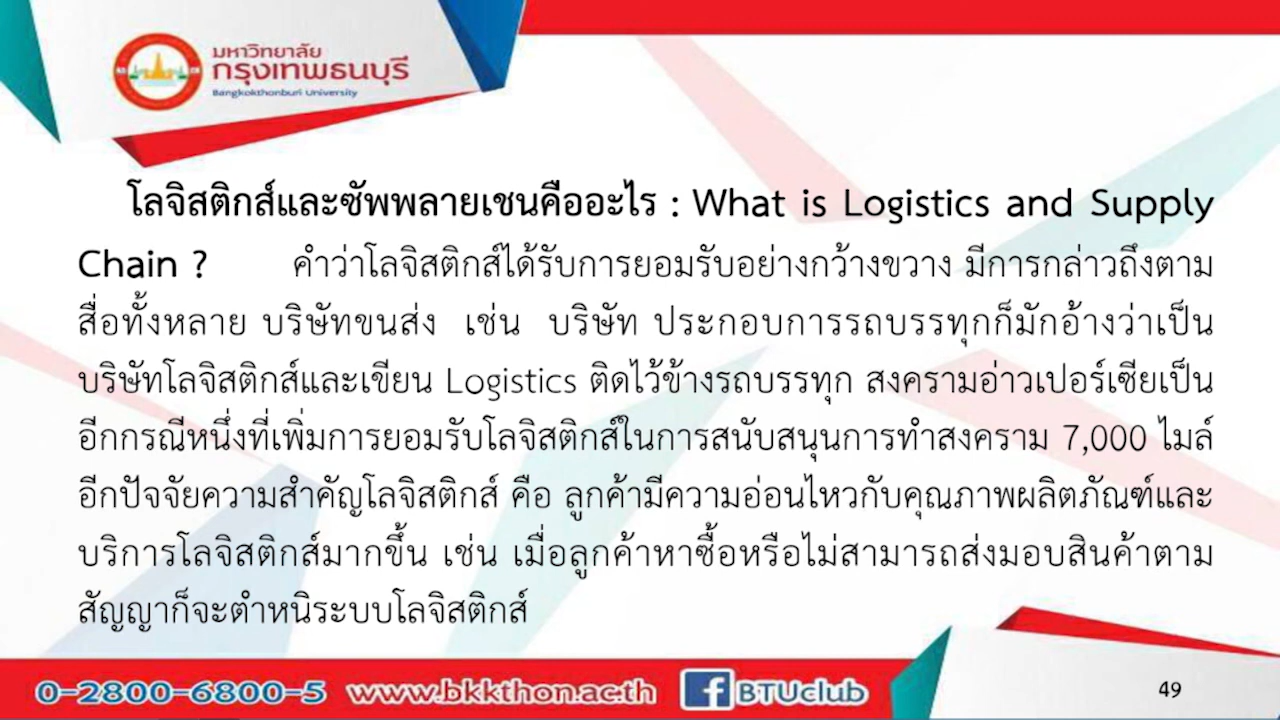 มหาวิทยาลัย
กรุงเทพธนบุรี
Bangkokthonburi University
โลจิสติกส์และซัพพลายเชนคืออะไร : What is Logistics and Supply
Chain ? คำว่าโลจิสติกส์ได้รับการยอมรับอย่างกว้างขวาง มีการกล่าวถึงตาม
สื่อทั้งหลาย บริษัทขนส่ง เช่น บริษัท ประกอบการรถบรรทุกก็มักอ้างว่าเป็น
บริษัทโลจิสติกส์และเขียน Logistics ติดไว้ข้างรถบรรทุก สงครามอ่าวเปอร์เซียเป็น
อีกกรณีหนึ่งที่เพิ่มการยอมรับโลจิสติกส์ในการสนับสนุนการทำสงคราม 7,000 ไมล์
อีกปัจจัยความสำคัญโลจิสติกส์ คือ ลูกค้ามีความอ่อนไหวกับคุณภาพผลิตภัณฑ์และ
บริการโลจิสติกส์มากขึ้น เช่น เมื่อลูกค้าหาซื้อหรือไม่สามารถส่งมอบสินค้าตาม
สัญญาก็จะตำหนิระบบโลจิสติกส์
0-2800-6800-5 www.bkkthon.ac.th f BTUclub
49